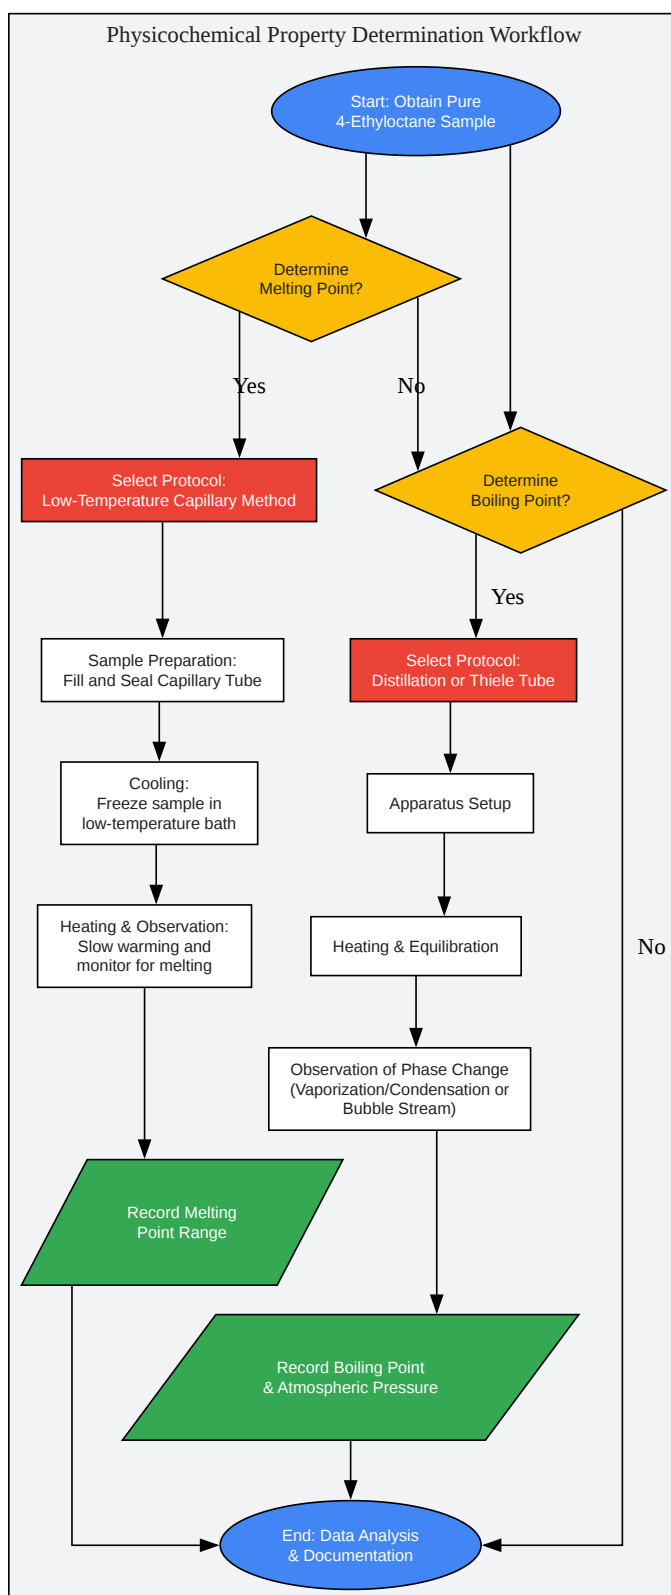 Physicochemical Property Determination Workflow
Start: Obtain Pure
4-Ethyloctane Sample
Determine
Melting Point?
Yes
No
Select Protocol:
Low-Temperature Capillary Method
Determine
Boiling Point?
Yes
Sample Preparation:
Fill and Seal Capillary Tube
Select Protocol:
Distillation or Thiele Tube
Cooling:
Freeze sample in
low-temperature bath
Apparatus Setup
Heating & Observation:
Slow warming and
monitor for melting
Heating & Equilibration
No
Observation of Phase Change
(Vaporization/Condensation or
Bubble Stream)
Record Melting
Point Range
Record Boiling Point
& Atmospheric Pressure
End: Data Analysis
& Documentation